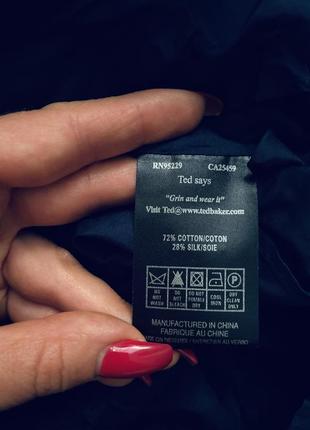 RN95229 CA25459
Ted says
"Grin and wear it"
Visit Ted@www.tedbaker.com
72% COTTON/COTON
28% SILK/SOIE
DO NOT WASH
DO NOT BLEACH
DO NOT TUMBLE
COOL IRON
DRY CLEAN ONLY
MANUFACTURED IN CHINA
FABRIQUE AU CHINE